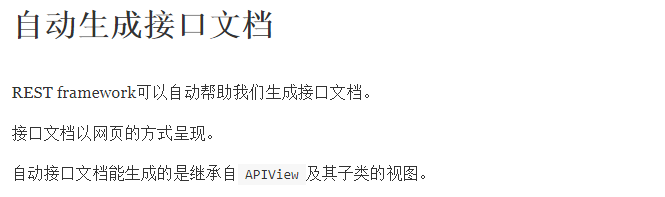 自动生成接口文档
REST framework可以自动帮助我们生成接口文档。
接口文档以网页的方式呈现。
自动接口文档能生成的是继承自 APIView 及其子类的视图。